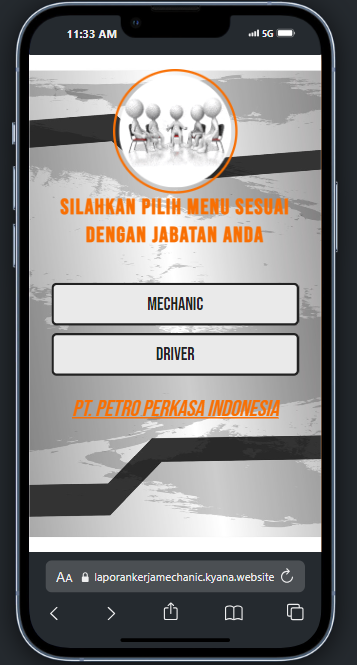 11:33 AM
5G
SILAHKAN PILIH MENU SESUAI
DENGAN JABATAN ANDA
MECHANIC
DRIVER
PT. PETRO PERKASA INDONESIA
AA laporankerjamechanic.kyana.website